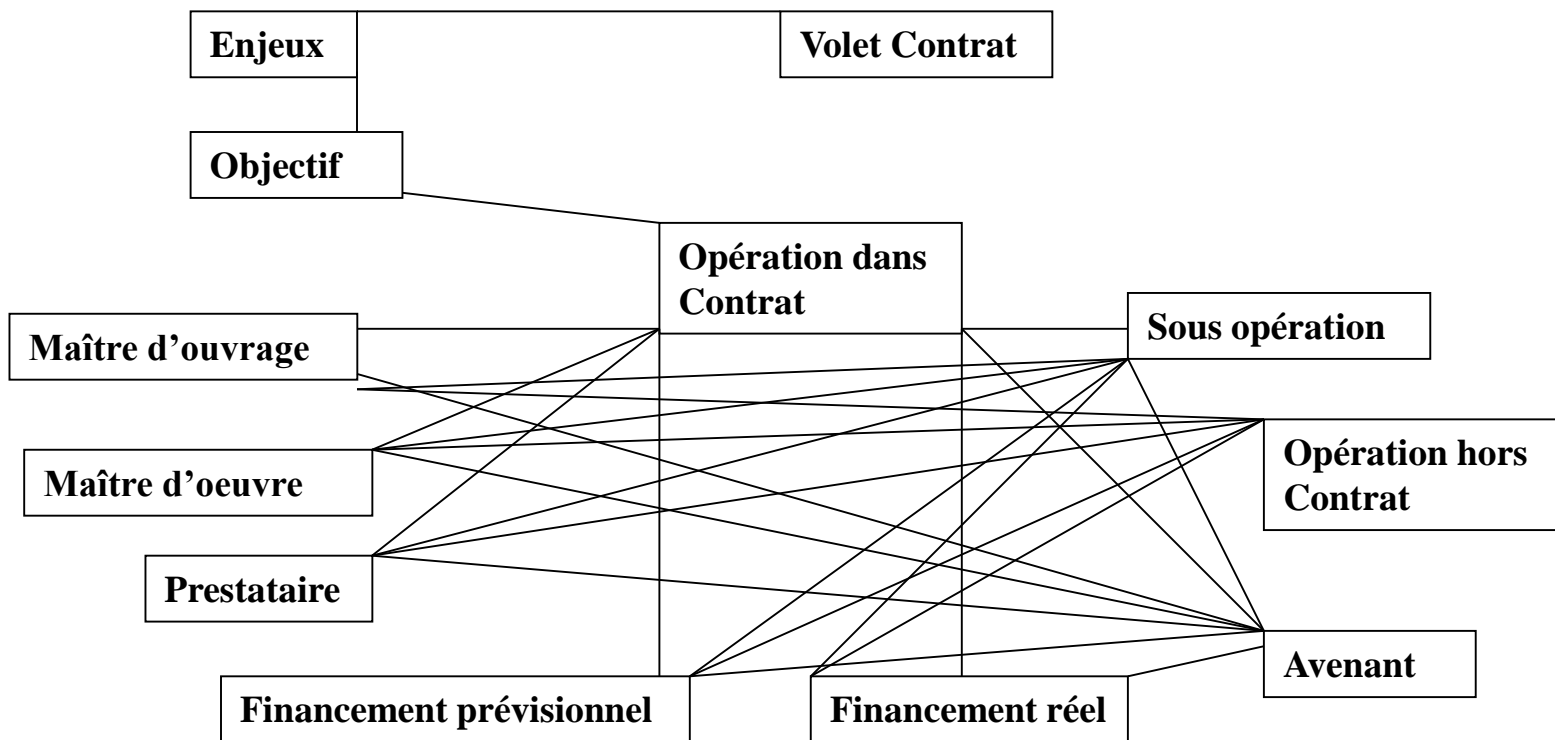 Enjeux
Volet Contrat
Objectif
Opération dans
Contrat
Sous opération
Maître d’ouvrage
Opération hors
Contrat
Maître d’oeuvre
Prestataire
Avenant
Financement prévisionnel
Financement réel